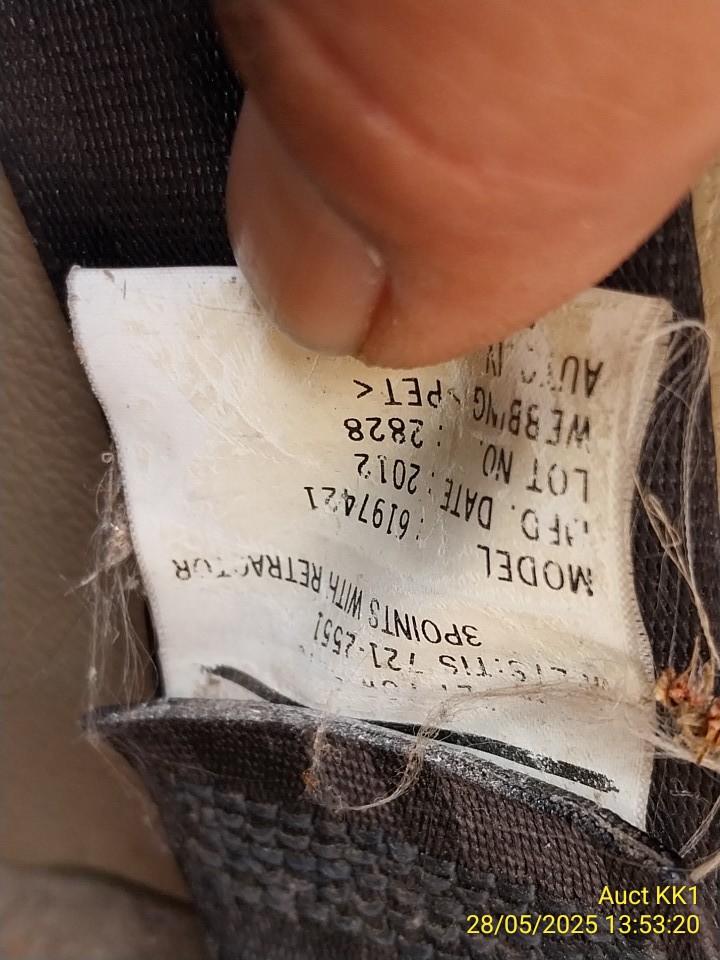 TIS 721-2551
3POINTS WITH RETRACTOR
MODEL : 6197421
MFD. DATE : 2012
LOT NO. : 2828
WEBBING >PET<
Auct KK1
28/05/2025 13:53:20